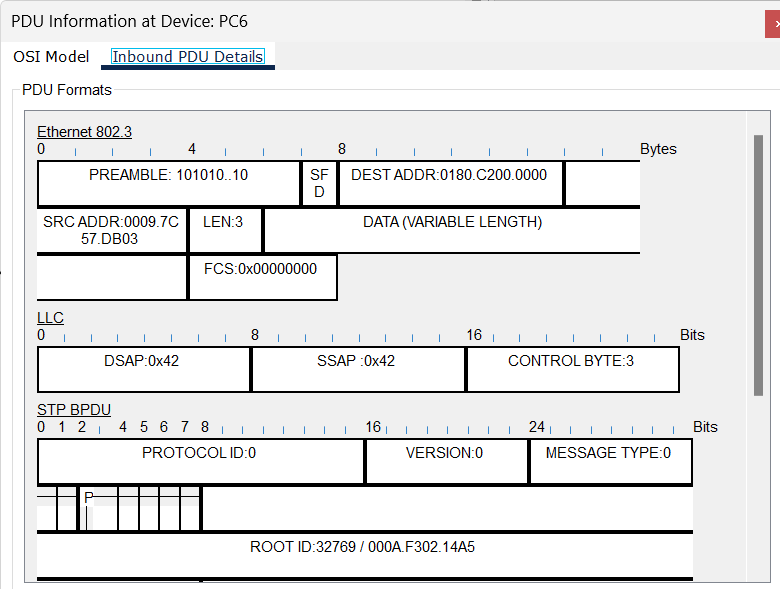 PDU Information at Device: PC6
OSI Model Inbound PDU Details
PDU Formats
Ethernet 802.3
0 4 8 Bytes
PREAMBLE: 101010..10 SF DEST ADDR:0180.C200.0000
D
SRC ADDR:0009.7C LEN:3 DATA (VARIABLE LENGTH)
57.DB03
FCS:0x00000000
LLC
0 8 16 Bits
DSAP:0x42 SSAP :0x42 CONTROL BYTE:3
STP BPDU
0 1 2 4 5 6 7 8 16 24 Bits
PROTOCOL ID:0 VERSION:0 MESSAGE TYPE:0
P
ROOT ID:32769 / 000A.F302.14A5